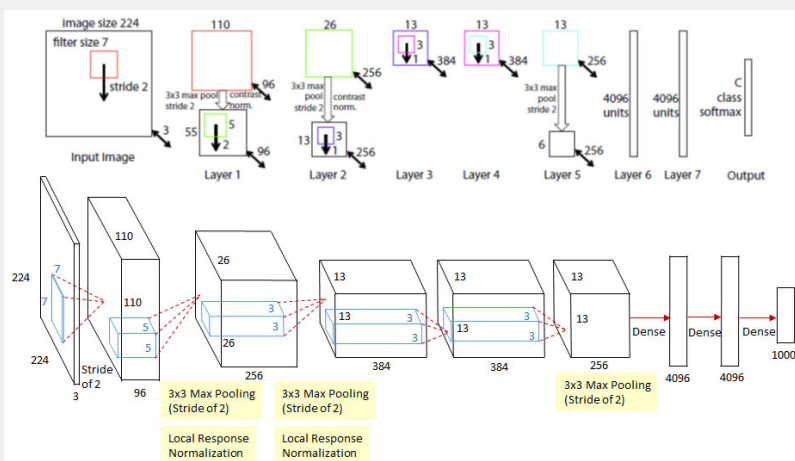 image size 224
filter size 7
stride 2
3
Input Image
110
96
3x3 max pool
stride 2
contrast
norm.
5
55
2
96
Layer 1
26
256
3x3 max
pool
stride 2
contrast
norm.
3
13
1
256
Layer 2
13
3
1
384
Layer 3
13
3
1
384
Layer 4
13
256
3x3 max
pool
stride 2
6
256
Layer 5
4096
units
Layer 6
4096
units
Layer 7
C
class
softmax
Output
224
7
7
224
3
Stride
of 2
110
110
5
5
96
26
3
3
26
256
3x3 Max Pooling
(Stride of 2)
Local Response
Normalization
13
13
3
3
384
3x3 Max Pooling
(Stride of 2)
Local Response
Normalization
13
13
3
3
384
13
13
256
3x3 Max Pooling
(Stride of 2)
Dense
4096
Dense
4096
Dense
1000